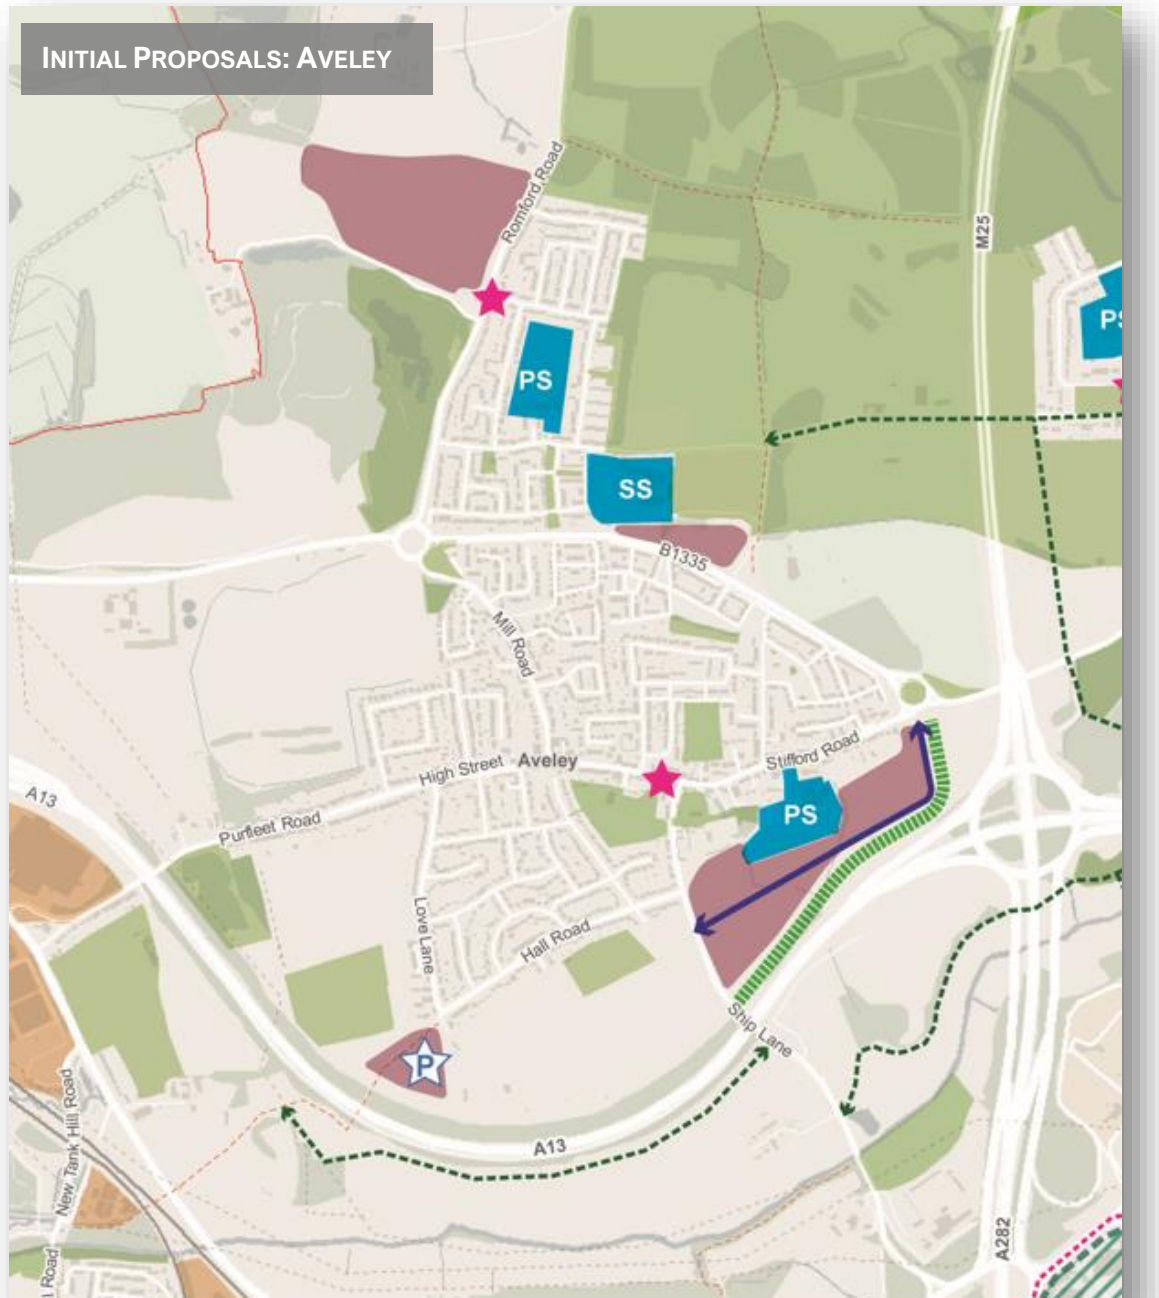 INITIAL PROPOSALS: AVELEY
Romford Road
M25
PS
PS
SS
B1335
Mill Road
Stifford Road
High Street
Aveley
A13
Purfleet Road
PS
Love Lane
Hall Road
Ship Lane
P
New Tank Hill Road
A13
A282
Road